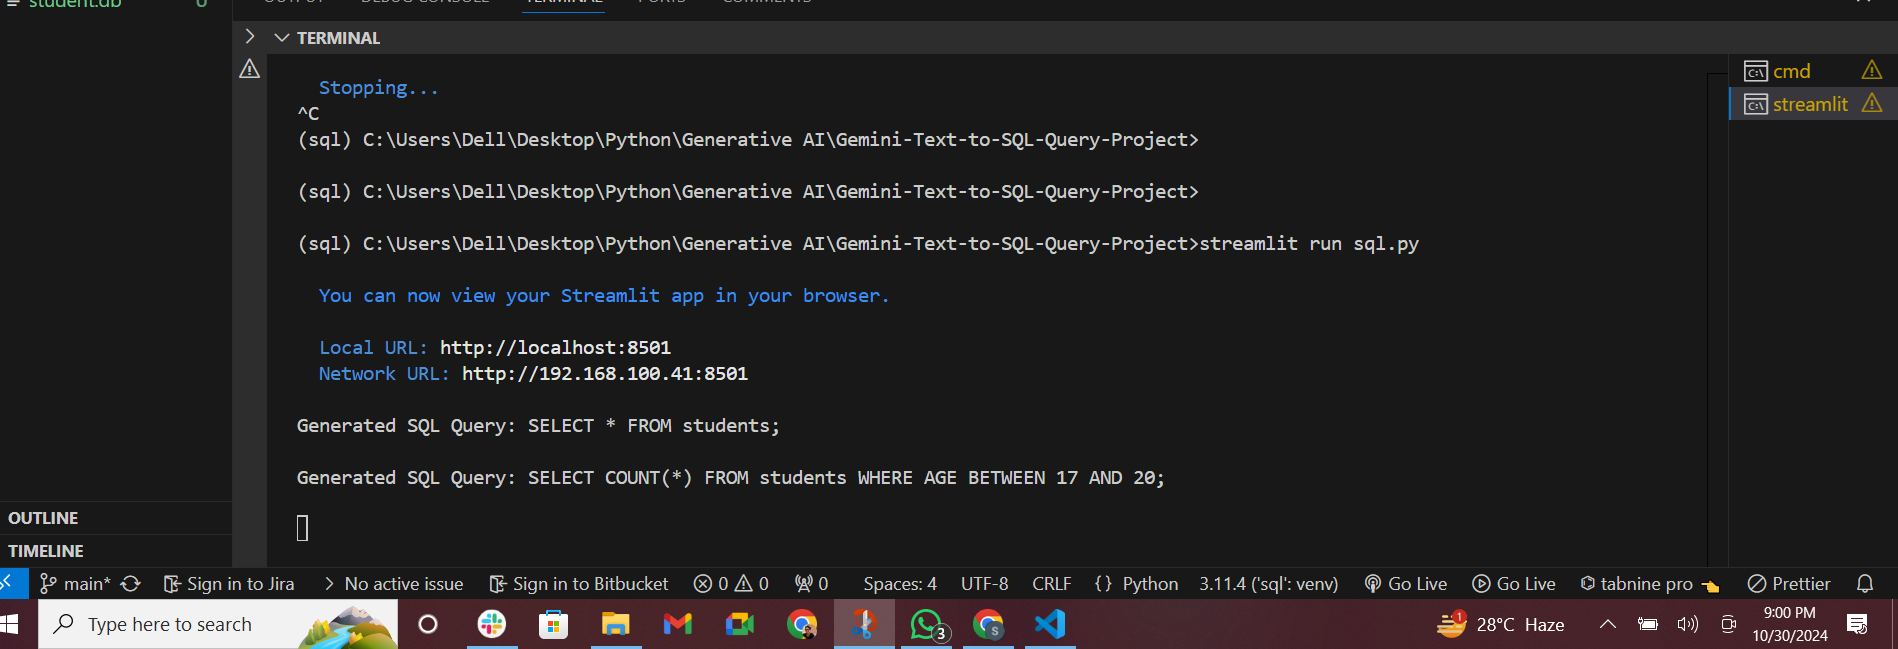 student.db U
OUTPUT DEBUG CONSOLE TERMINAL PORTS COMMENTS
TERMINAL
Stopping...
^C
(sql) C:\Users\Dell\Desktop\Python\Generative AI\Gemini-Text-to-SQL-Query-Project>
(sql) C:\Users\Dell\Desktop\Python\Generative AI\Gemini-Text-to-SQL-Query-Project>
(sql) C:\Users\Dell\Desktop\Python\Generative AI\Gemini-Text-to-SQL-Query-Project>streamlit run sql.py
You can now view your Streamlit app in your browser.
Local URL: http://localhost:8501
Network URL: http://192.168.100.41:8501
Generated SQL Query: SELECT * FROM students;
Generated SQL Query: SELECT COUNT(*) FROM students WHERE AGE BETWEEN 17 AND 20;
cmd
streamlit
OUTLINE
TIMELINE
main* Sign in to Jira No active issue Sign in to Bitbucket 0 0 0 Spaces: 4 UTF-8 CRLF {} Python 3.11.4 ('sql': venv) Go Live Go Live tabnine pro Prettier
Type here to search 3 S 1 28°C Haze
9:00 PM
10/30/2024